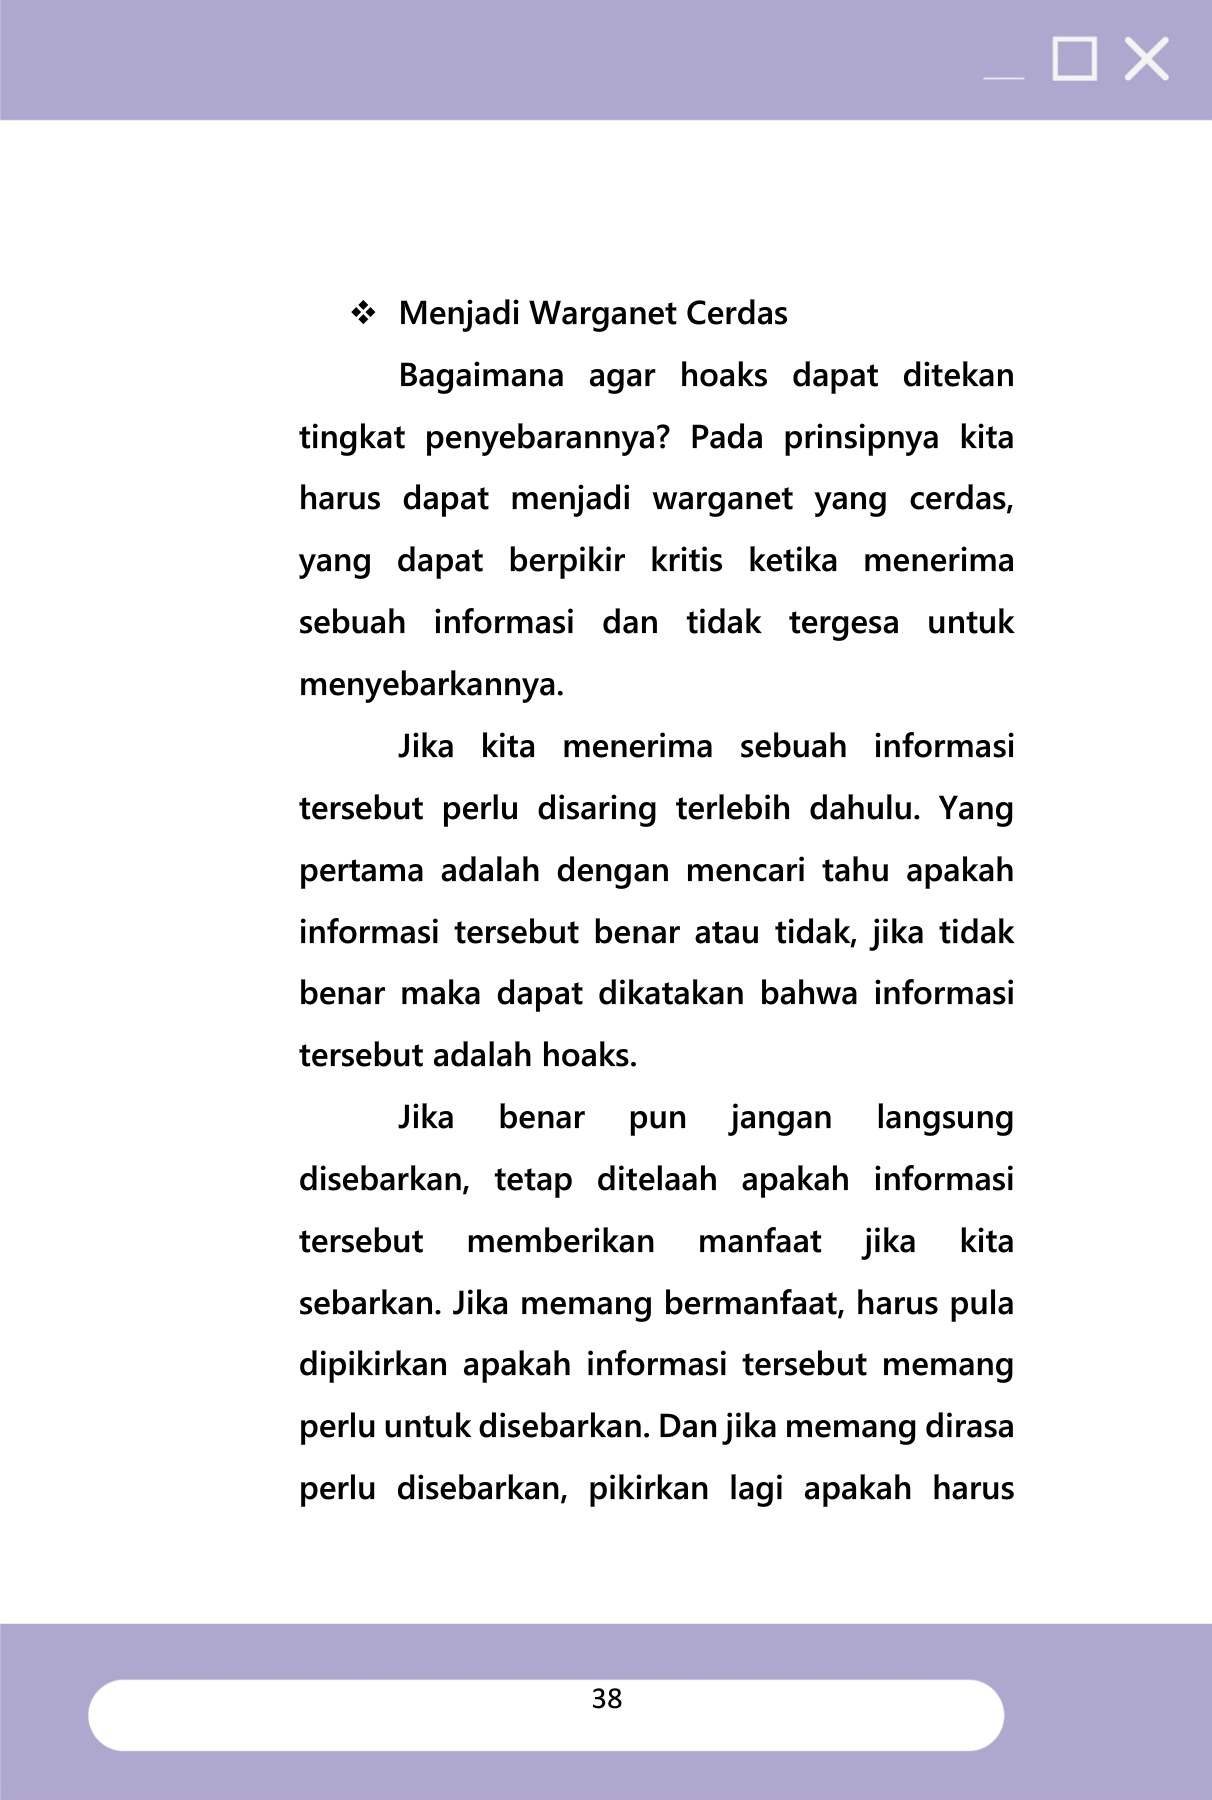 ❖ Menjadi Warganet Cerdas
Bagaimana agar hoaks dapat ditekan
tingkat penyebarannya? Pada prinsipnya kita
harus dapat menjadi warganet yang cerdas,
yang dapat berpikir kritis ketika menerima
sebuah informasi dan tidak tergesa untuk
menyebarkannya.
Jika kita menerima sebuah informasi
tersebut perlu disaring terlebih dahulu. Yang
pertama adalah dengan mencari tahu apakah
informasi tersebut benar atau tidak, jika tidak
benar maka dapat dikatakan bahwa informasi
tersebut adalah hoaks.
Jika benar pun jangan langsung
disebarkan, tetap ditelaah apakah informasi
tersebut memberikan manfaat jika kita
sebarkan. Jika memang bermanfaat, harus pula
dipikirkan apakah informasi tersebut memang
perlu untuk disebarkan. Dan jika memang dirasa
perlu disebarkan, pikirkan lagi apakah harus
38